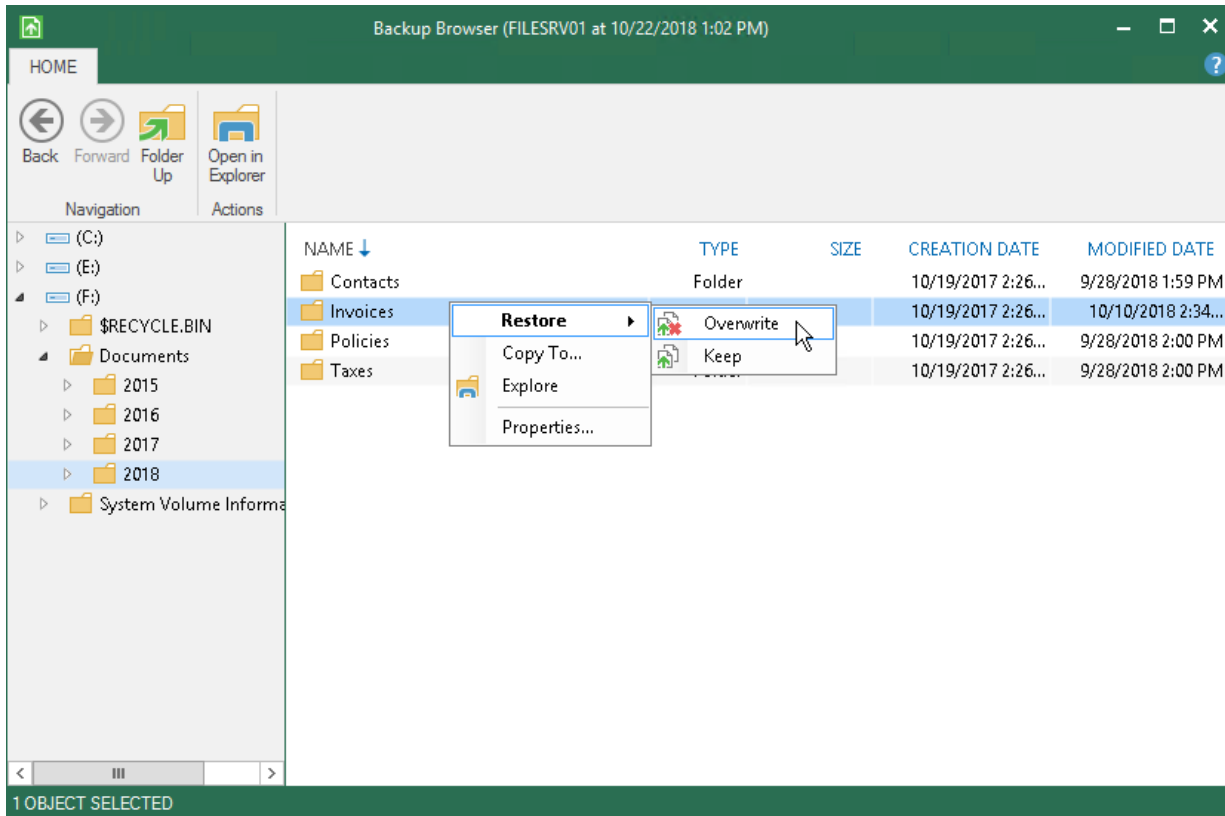 Backup Browser (FILESRV01 at 10/22/2018 1:02 PM)
HOME
?
Back Forward Folder Up Open in Explorer
Navigation Actions
(C:)
(E:)
(F:)
$RECYCLE.BIN
Documents
2015
2016
2017
2018
System Volume Informa
NAME TYPE SIZE CREATION DATE MODIFIED DATE
Contacts Folder 10/19/2017 2:26... 9/28/2018 1:59 PM
Invoices 10/19/2017 2:26... 10/10/2018 2:34...
Policies 10/19/2017 2:26... 9/28/2018 2:00 PM
Taxes 10/19/2017 2:26... 9/28/2018 2:00 PM
Restore
Copy To...
Explore
Properties...
Overwrite
Keep
1 OBJECT SELECTED